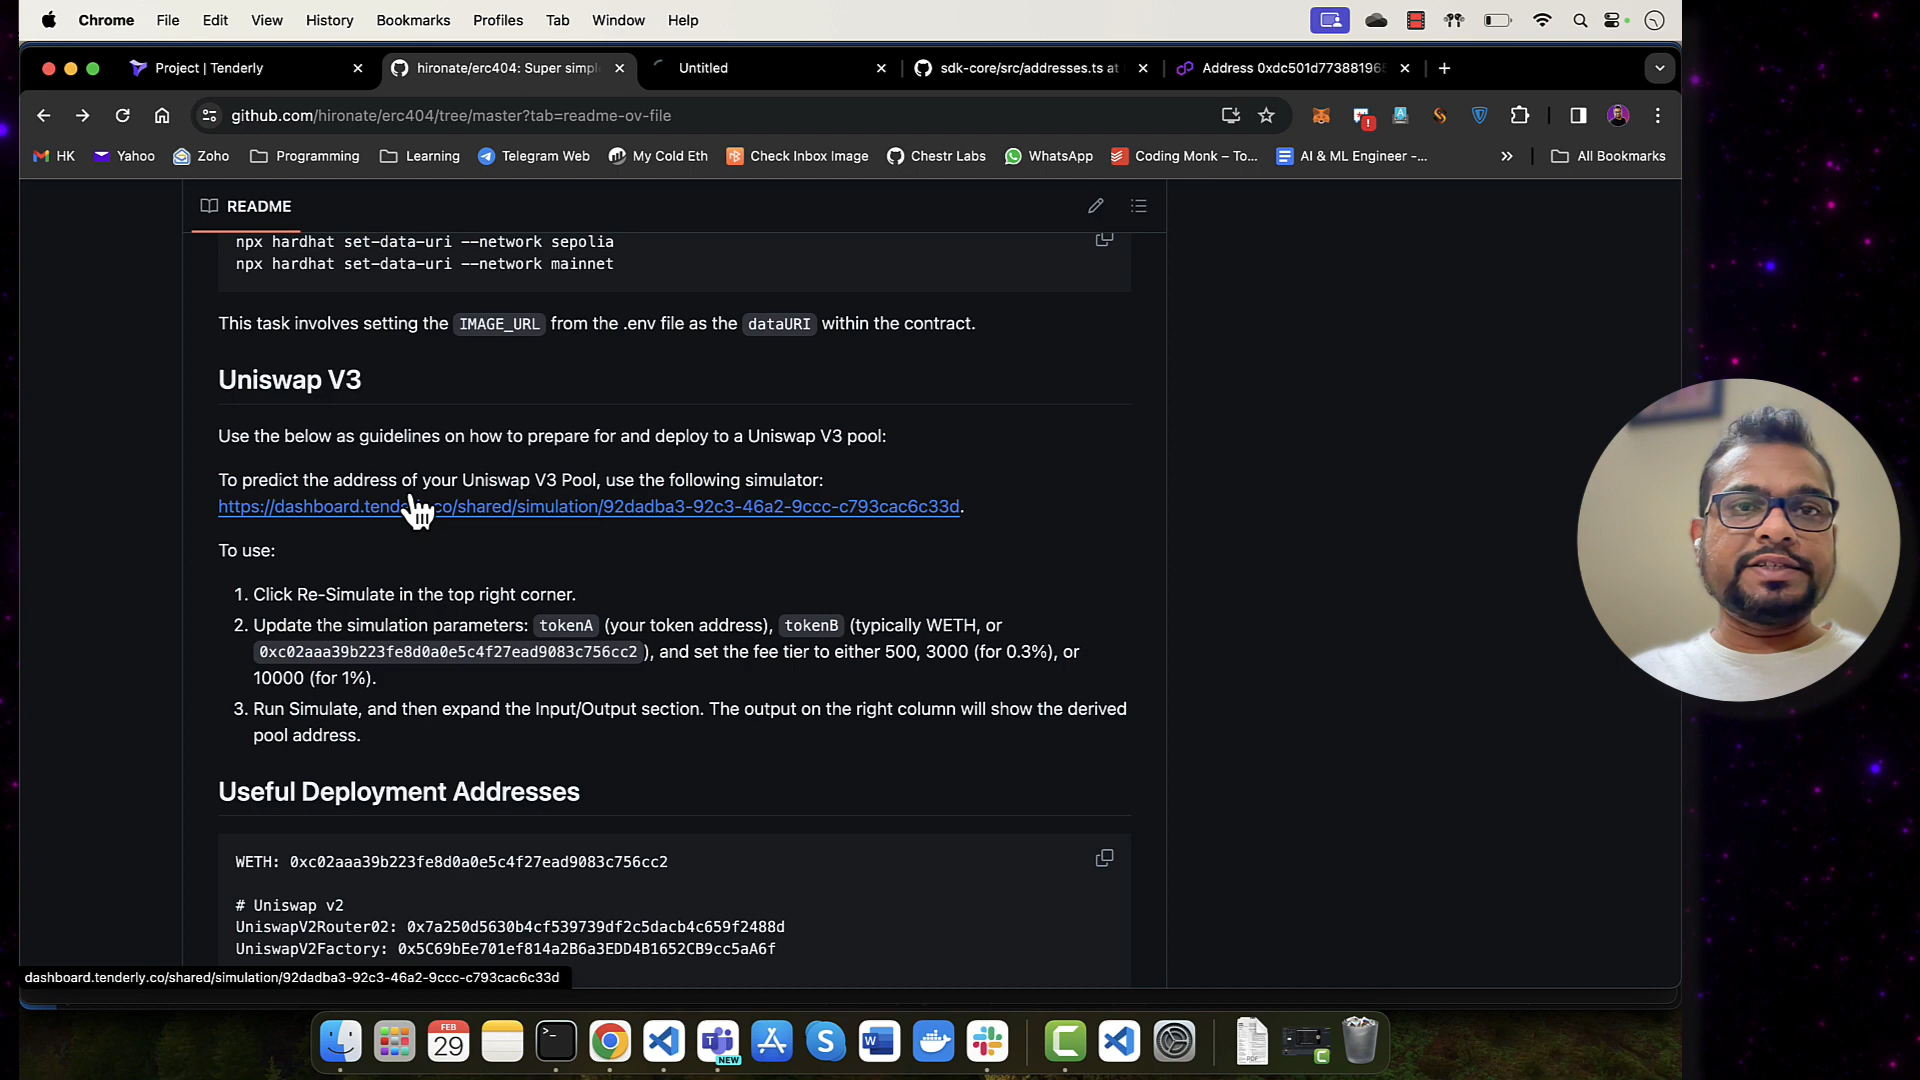 Chrome File Edit View History Bookmarks Profiles Tab Window Help
Project | Tenderly
hironate/erc404: Super simpl
Untitled
sdk-core/src/addresses.ts at
Address 0xdc501d773881965
github.com/hironate/erc404/tree/master?tab=readme-ov-file
HK Yahoo Zoho Programming Learning Telegram Web My Cold Eth Check Inbox Image Chestr Labs WhatsApp Coding Monk – To... AI & ML Engineer -... All Bookmarks
README
npx hardhat set-data-uri --network sepolia
npx hardhat set-data-uri --network mainnet
This task involves setting the IMAGE_URL from the .env file as the dataURI within the contract.
Uniswap V3
Use the below as guidelines on how to prepare for and deploy to a Uniswap V3 pool:
To predict the address of your Uniswap V3 Pool, use the following simulator:
https://dashboard.tenderly.co/shared/simulation/92dadba3-92c3-46a2-9ccc-c793cac6c33d.
To use:
1. Click Re-Simulate in the top right corner.
2. Update the simulation parameters: tokenA (your token address), tokenB (typically WETH, or
0xc02aaa39b223fe8d0a0e5c4f27ead9083c756cc2), and set the fee tier to either 500, 3000 (for 0.3%), or
10000 (for 1%).
3. Run Simulate, and then expand the Input/Output section. The output on the right column will show the derived
pool address.
Useful Deployment Addresses
WETH: 0xc02aaa39b223fe8d0a0e5c4f27ead9083c756cc2
# Uniswap v2
UniswapV2Router02: 0x7a250d5630b4cf539739df2c5dacb4c659f2488d
UniswapV2Factory: 0x5C69bEe701ef814a2B6a3EDD4B1652CB9cc5aA6f
dashboard.tenderly.co/shared/simulation/92dadba3-92c3-46a2-9ccc-c793cac6c33d
FEB
29
NEW
PDF